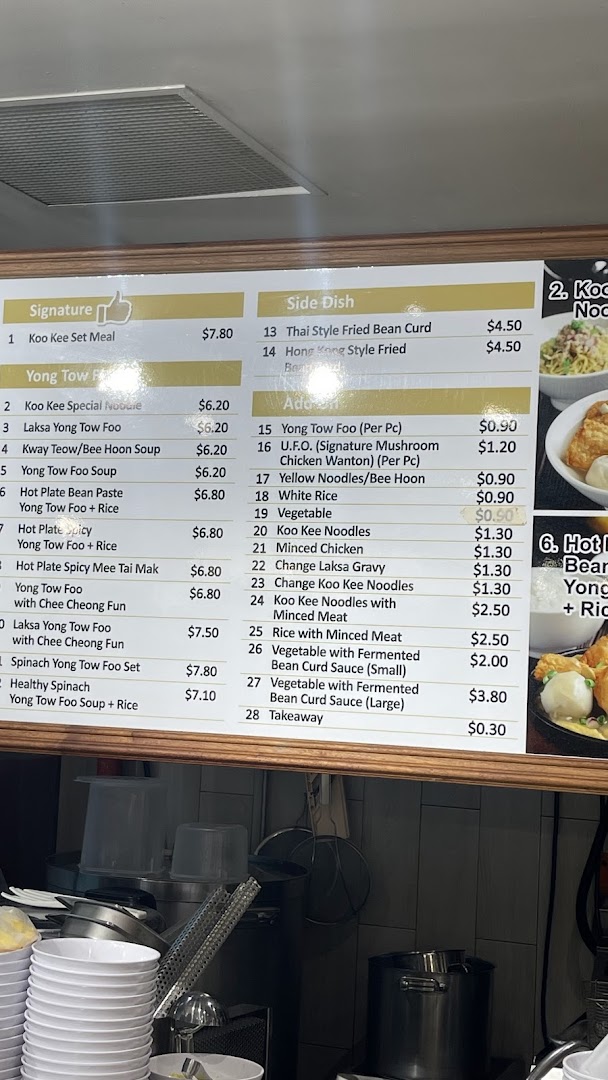 Signature
1 Koo Kee Set Meal $7.80
Yong Tow
2 Koo Kee Special Noodle $6.20
3 Laksa Yong Tow Foo $6.20
4 Kway Teow/Bee Hoon Soup $6.20
5 Yong Tow Foo Soup $6.20
6 Hot Plate Bean Paste $6.80
Yong Tow Foo + Rice
7 Hot Plate Spicy $6.80
Yong Tow Foo + Rice
Hot Plate Spicy Mee Tai Mak $6.80
Yong Tow Foo $6.80
with Chee Cheong Fun
0 Laksa Yong Tow Foo $7.50
with Chee Cheong Fun
Spinach Yong Tow Foo Set $7.80
Healthy Spinach $7.10
Yong Tow Foo Soup + Rice
Side Dish
13 Thai Style Fried Bean Curd $4.50
14 Hong Kong Style Fried $4.50
Bean Curd
Add On
15 Yong Tow Foo (Per Pc) $0.90
16 U.F.O. (Signature Mushroom $1.20
Chicken Wanton) (Per Pc)
17 Yellow Noodles/Bee Hoon $0.90
18 White Rice $0.90
19 Vegetable $0.90
20 Koo Kee Noodles $1.30
21 Minced Chicken $1.30
22 Change Laksa Gravy $1.30
23 Change Koo Kee Noodles $1.30
24 Koo Kee Noodles with $2.50
Minced Meat
25 Rice with Minced Meat $2.50
26 Vegetable with Fermented $2.00
Bean Curd Sauce (Small)
27 Vegetable with Fermented $3.80
Bean Curd Sauce (Large)
28 Takeaway $0.30
2. Koo
Noo
6. Hot
Bean
Yong
+ Ric